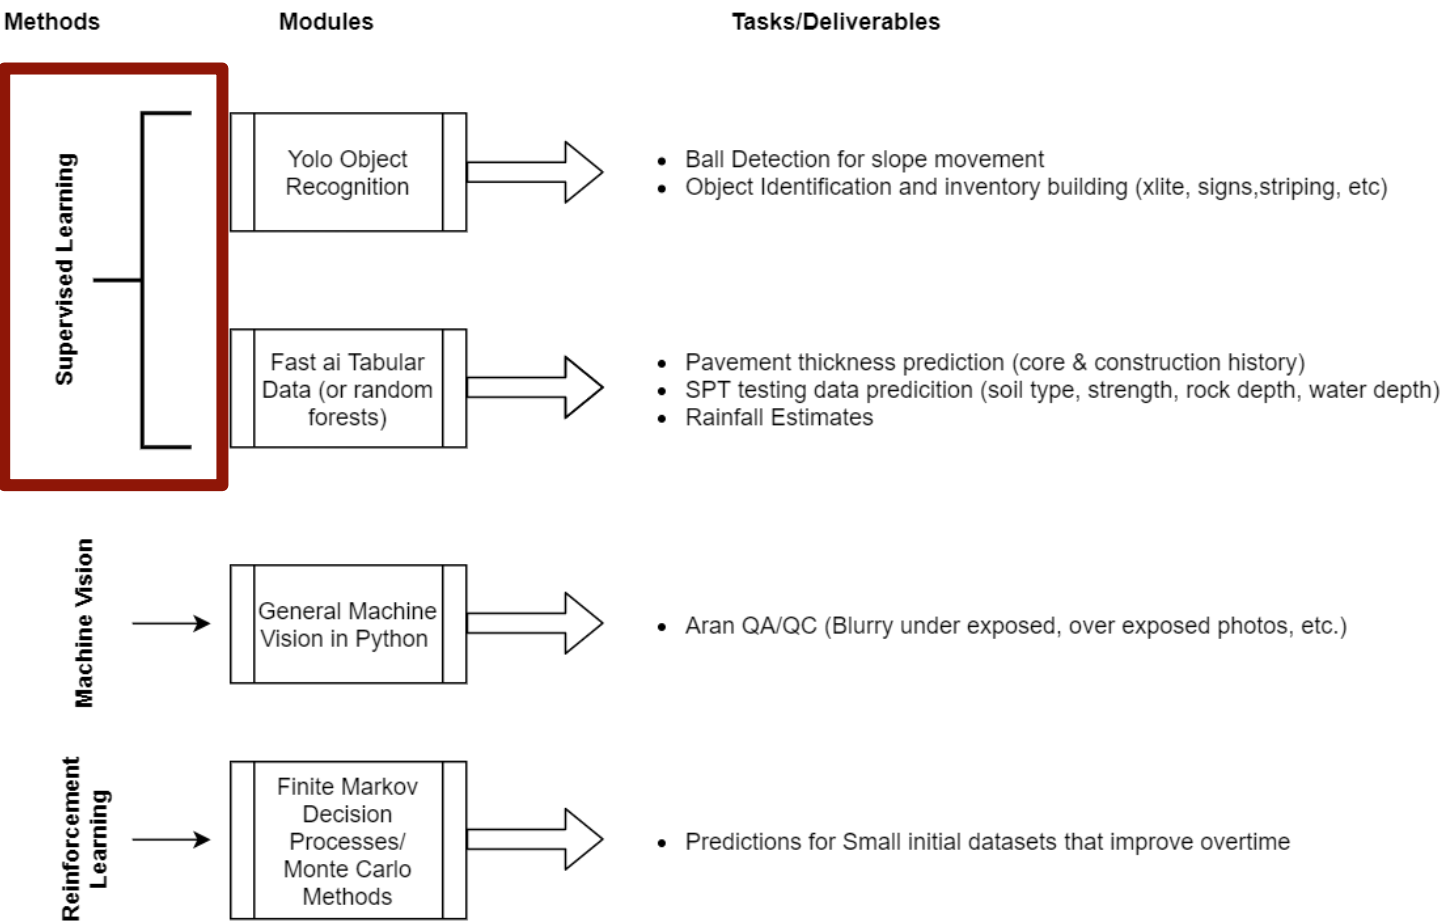 Methods Modules Tasks/Deliverables
Supervised Learning
Yolo Object
Recognition
• Ball Detection for slope movement
• Object Identification and inventory building (xlite, signs,striping, etc)
Fast ai Tabular
Data (or random
forests)
• Pavement thickness prediction (core & construction history)
• SPT testing data predicition (soil type, strength, rock depth, water depth)
• Rainfall Estimates
Machine Vision
General Machine
Vision in Python
• Aran QA/QC (Blurry under exposed, over exposed photos, etc.)
Reinforcement
Learning
Finite Markov
Decision
Processes/
Monte Carlo
Methods
• Predictions for Small initial datasets that improve overtime